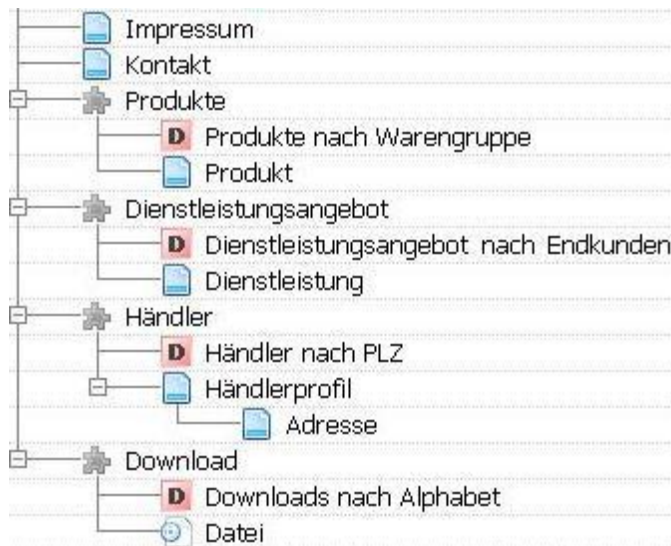 Impressum
Kontakt
Produkte
D Produkte nach Warengruppe
Produkt
Dienstleistungsangebot
D Dienstleistungsangebot nach Endkunden
Dienstleistung
Händler
D Händler nach PLZ
Händlerprofil
Adresse
Download
D Downloads nach Alphabet
Datei